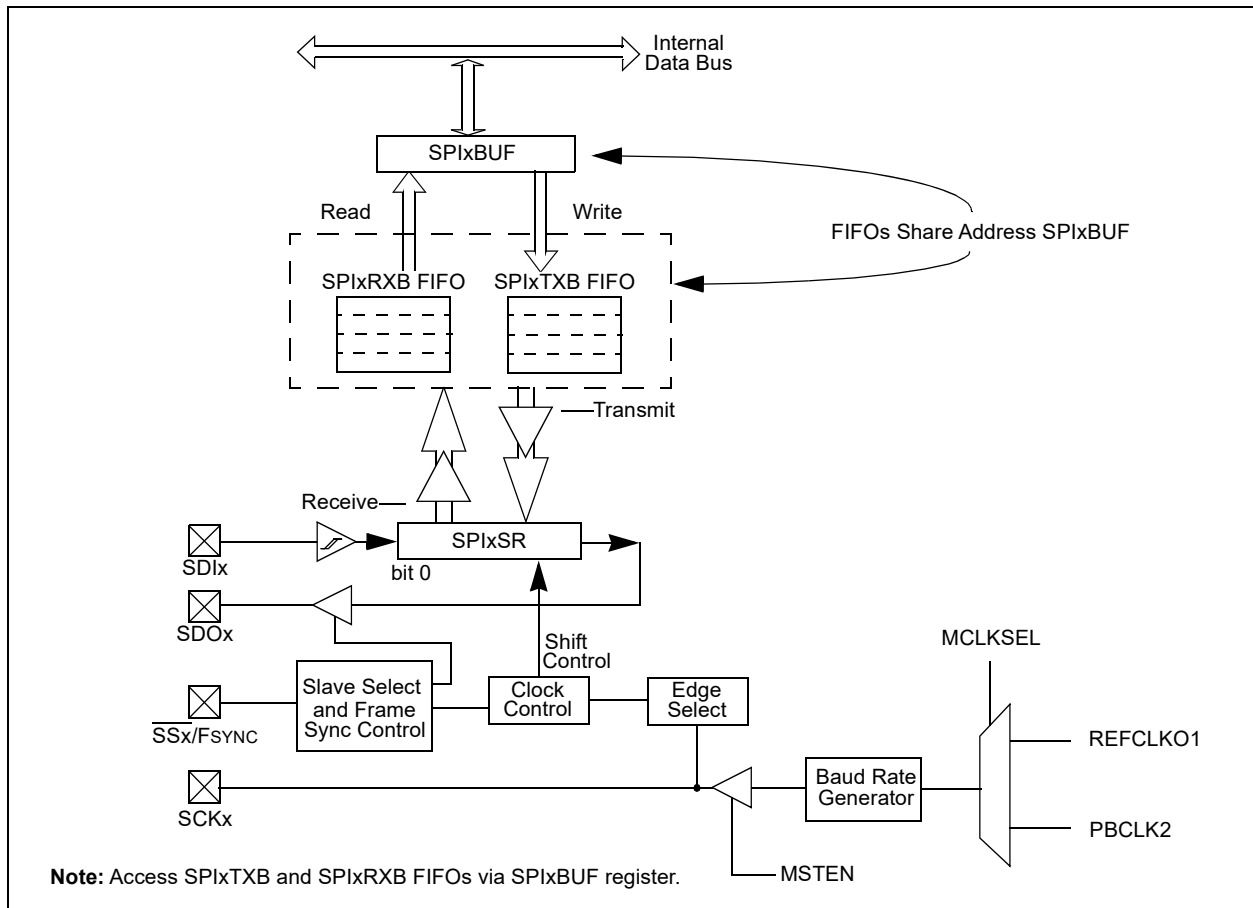 Internal
Data Bus
SPIxBUF
Read
Write
FIFOs Share Address SPIxBUF
SPIxRXB FIFO
SPIxTXB FIFO
Transmit
Receive
SPIxSR
SDIx
bit 0
SDOx
Shift
Control
MCLKSEL
Slave Select
and Frame
Sync Control
Clock
Control
Edge
Select
SSx/FSYNC
REFCLKO1
Baud Rate
Generator
SCKx
PBCLK2
MSTEN
Note: Access SPIxTXB and SPIxRXB FIFOs via SPIxBUF register.